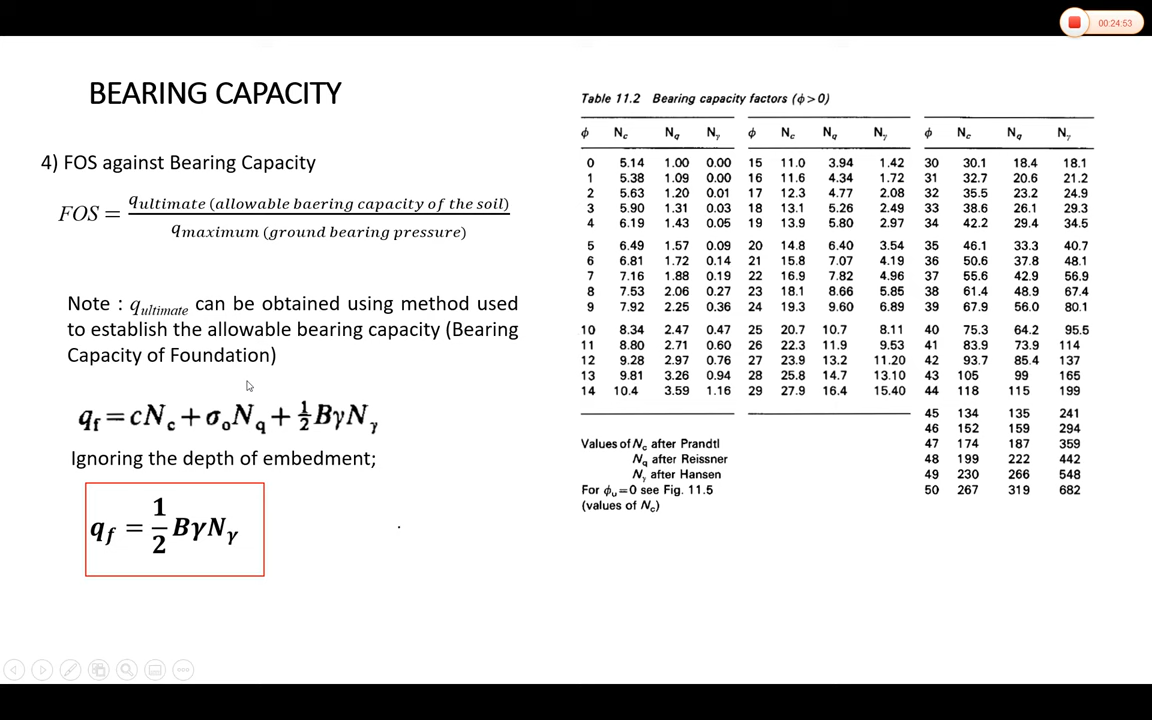 00:24:53
BEARING CAPACITY
4) FOS against Bearing Capacity
FOS = q_ultimate (allowable baering capacity of the soil) / q_maximum (ground bearing pressure)
Note : q_ultimate can be obtained using method used
to establish the allowable bearing capacity (Bearing
Capacity of Foundation)
q_f = cN_c + σ_o N_q + ½BγN_γ
Ignoring the depth of embedment;
q_f = 1/2 BγN_γ
Table 11.2 Bearing capacity factors (ϕ>0)
ϕ N_c N_q N_γ ϕ N_c N_q N_γ ϕ N_c N_q N_γ
0 5.14 1.00 0.00 15 11.0 3.94 1.42 30 30.1 18.4 18.1
1 5.38 1.09 0.00 16 11.6 4.34 1.72 31 32.7 20.6 21.2
2 5.63 1.20 0.01 17 12.3 4.77 2.08 32 35.5 23.2 24.9
3 5.90 1.31 0.03 18 13.1 5.26 2.49 33 38.6 26.1 29.3
4 6.19 1.43 0.05 19 13.9 5.80 2.97 34 42.2 29.4 34.5
5 6.49 1.57 0.09 20 14.8 6.40 3.54 35 46.1 33.3 40.7
6 6.81 1.72 0.14 21 15.8 7.07 4.19 36 50.6 37.8 48.1
7 7.16 1.88 0.19 22 16.9 7.82 4.96 37 55.6 42.9 56.9
8 7.53 2.06 0.27 23 18.1 8.66 5.85 38 61.4 48.9 67.4
9 7.92 2.25 0.36 24 19.3 9.60 6.89 39 67.9 56.0 80.1
10 8.34 2.47 0.47 25 20.7 10.7 8.11 40 75.3 64.2 95.5
11 8.80 2.71 0.60 26 22.3 11.9 9.53 41 83.9 73.9 114
12 9.28 2.97 0.76 27 23.9 13.2 11.20 42 93.7 85.4 137
13 9.81 3.26 0.94 28 25.8 14.7 13.10 43 105 99 165
14 10.4 3.59 1.16 29 27.9 16.4 15.40 44 118 115 199
45 134 135 241
46 152 159 294
47 174 187 359
48 199 222 442
49 230 266 548
50 267 319 682
Values of N_c after Prandtl
N_q after Reissner
N_γ after Hansen
For ϕ_u=0 see Fig. 11.5
(values of N_c)